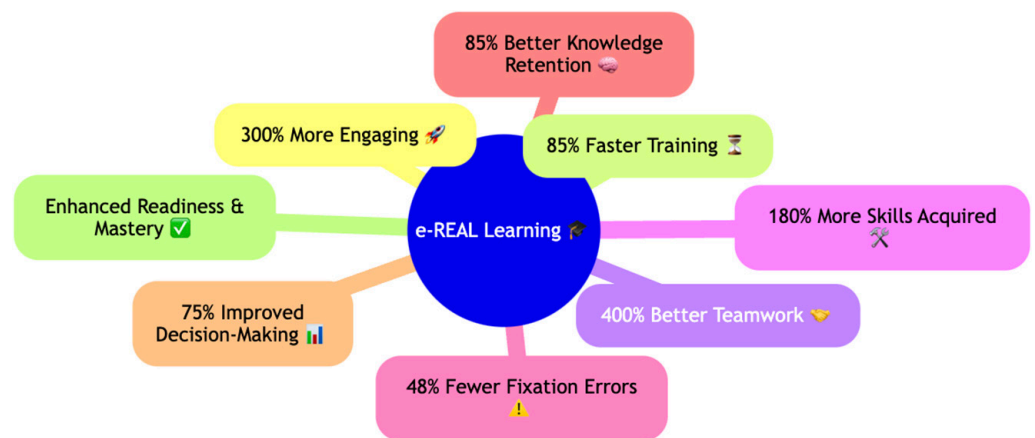 85% Better Knowledge
Retention 🧠
300% More Engaging 🚀
85% Faster Training ⏳
Enhanced Readiness &
Mastery ✅
e-REAL Learning 🎓
180% More Skills Acquired
🛠️
75% Improved
Decision-Making 📊
400% Better Teamwork 🤝
48% Fewer Fixation Errors
⚠️